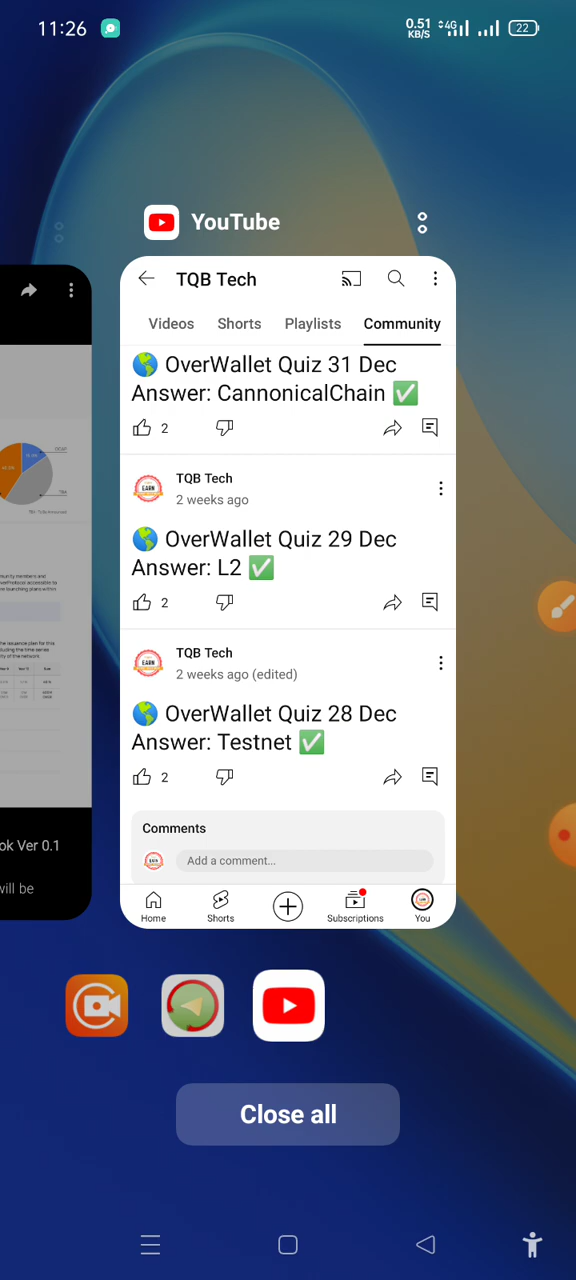 11:26
0.51
KB/S
4G
22
YouTube
TQB Tech
Videos Shorts Playlists Community
🌎 OverWallet Quiz 31 Dec
Answer: CannonicalChain ✅
2
TQB Tech
2 weeks ago
🌎 OverWallet Quiz 29 Dec
Answer: L2 ✅
2
TQB Tech
2 weeks ago (edited)
🌎 OverWallet Quiz 28 Dec
Answer: Testnet ✅
2
Comments
Add a comment...
Home Shorts Subscriptions You
ok Ver 0.1
will be
EARN
Close all